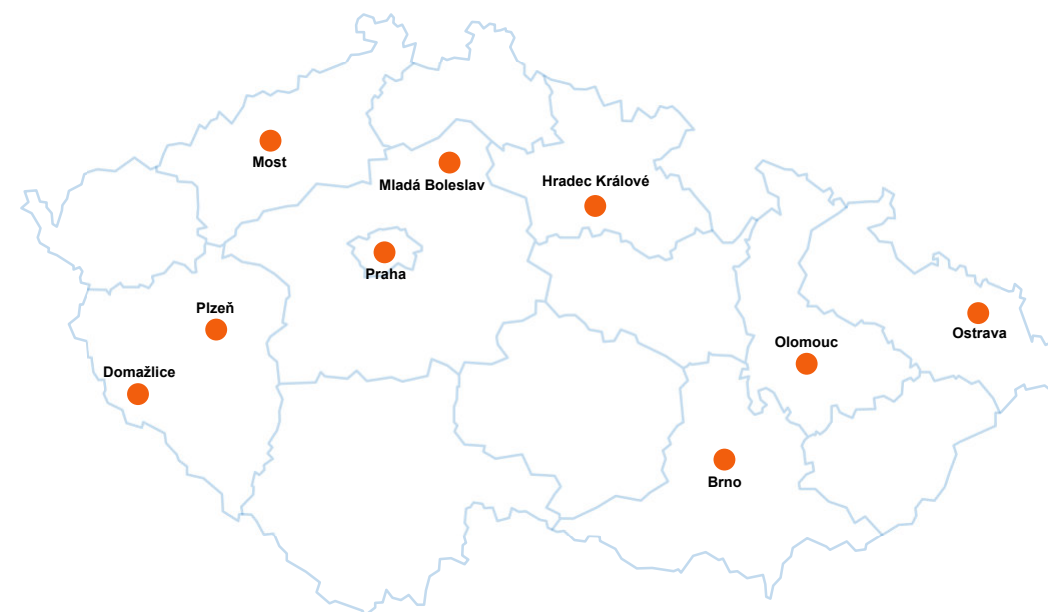 Most
Mladá Boleslav
Hradec Králové
Praha
Plzeň
Ostrava
Olomouc
Domažlice
Brno